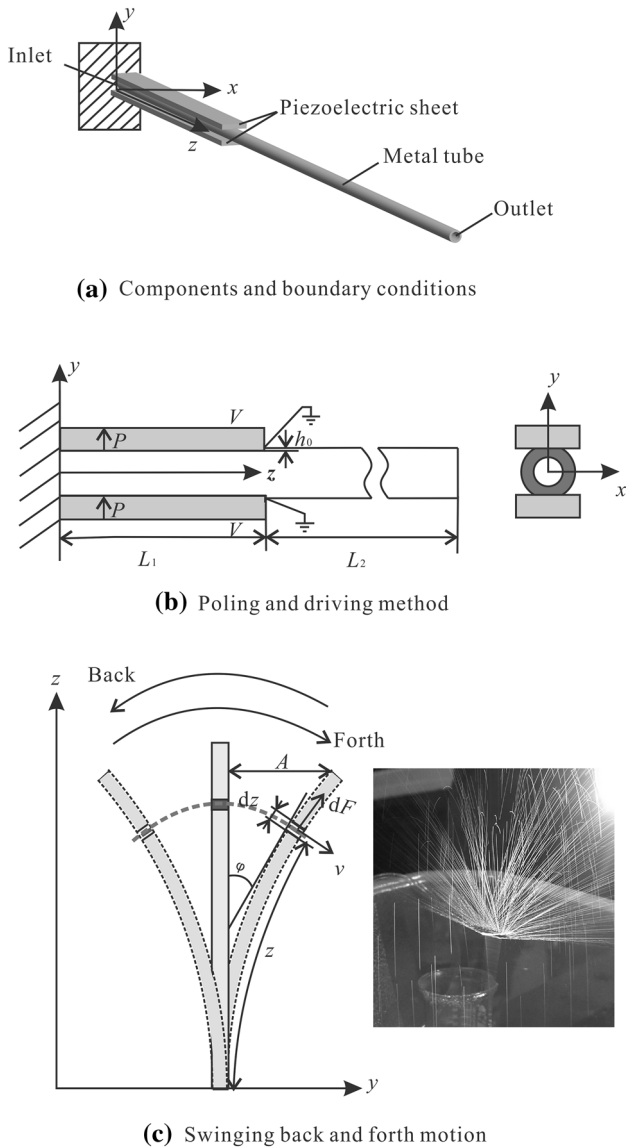 y
Inlet
x
Piezoelectric sheet
z
Metal tube
Outlet
(a) Components and boundary conditions
y
V
P
h₀
z
P
V
L₁
L₂
y
x
(b) Poling and driving method
z
Back
Forth
A
dz
dF
φ
v
z
y
(c) Swinging back and forth motion